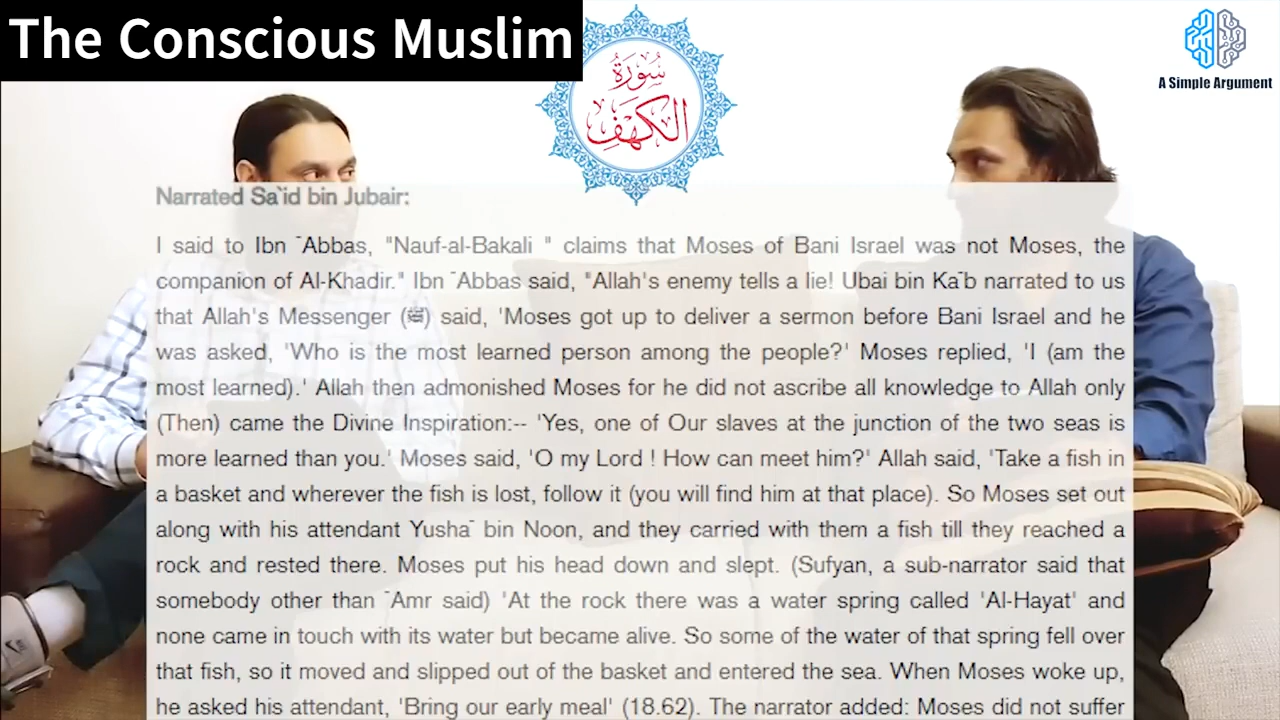 The Conscious Muslim
سُورَةُ
الكَهْفِ
A Simple Argument
Narrated Sa`id bin Jubair:
I said to Ibn ˉAbbas, "Nauf-al-Bakali " claims that Moses of Bani Israel was not Moses, the
companion of Al-Khadir." Ibn ˉAbbas said, "Allah's enemy tells a lie! Ubai bin Kaˉb narrated to us
that Allah's Messenger (ﷺ) said, 'Moses got up to deliver a sermon before Bani Israel and he
was asked, 'Who is the most learned person among the people?' Moses replied, 'I (am the
most learned).' Allah then admonished Moses for he did not ascribe all knowledge to Allah only
(Then) came the Divine Inspiration:-- 'Yes, one of Our slaves at the junction of the two seas is
more learned than you.' Moses said, 'O my Lord ! How can meet him?' Allah said, 'Take a fish in
a basket and wherever the fish is lost, follow it (you will find him at that place). So Moses set out
along with his attendant Yushaˉ bin Noon, and they carried with them a fish till they reached a
rock and rested there. Moses put his head down and slept. (Sufyan, a sub-narrator said that
somebody other than ˉAmr said) 'At the rock there was a water spring called 'Al-Hayat' and
none came in touch with its water but became alive. So some of the water of that spring fell over
that fish, so it moved and slipped out of the basket and entered the sea. When Moses woke up,
he asked his attendant, 'Bring our early meal' (18.62). The narrator added: Moses did not suffer